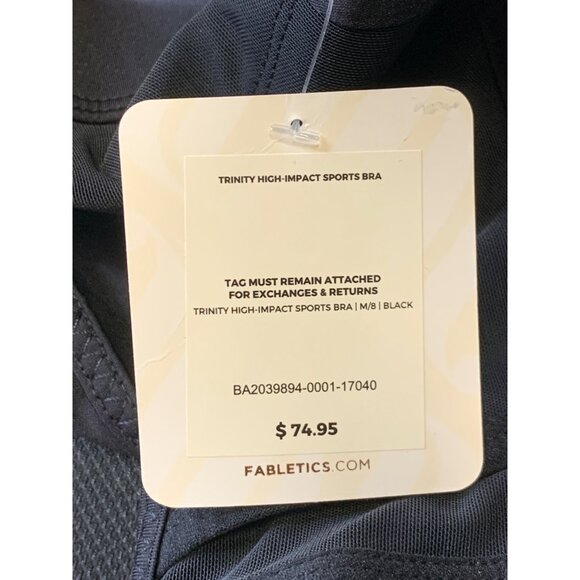 TRINITY HIGH-IMPACT SPORTS BRA
TAG MUST REMAIN ATTACHED
FOR EXCHANGES & RETURNS
TRINITY HIGH-IMPACT SPORTS BRA | M/8 | BLACK
BA2039894-0001-17040
$ 74.95
FABLETICS.COM